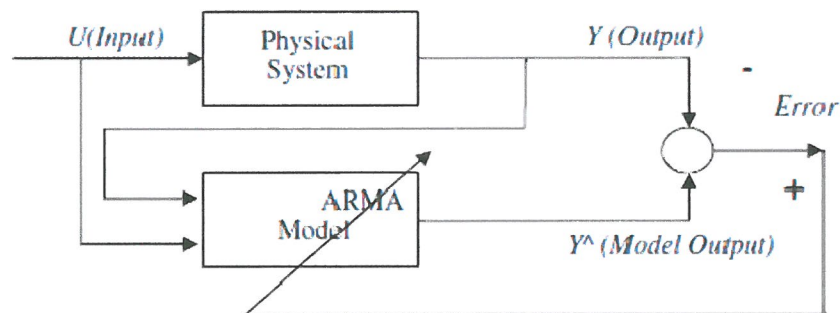 U(Input)
Physical
System
Y (Output)
-
Error
+
ARMA
Model
Y^ (Model Output)